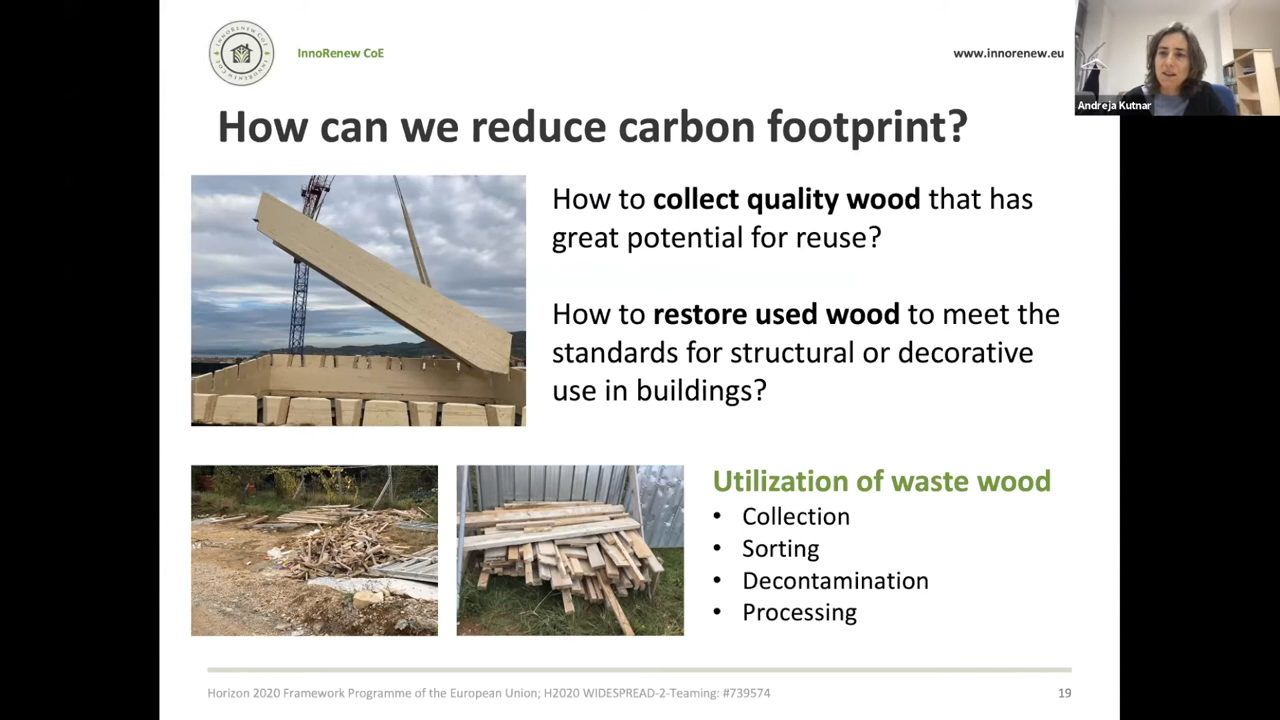 InnoRenew CoE
www.innorenew.eu
Andreja Kutnar
How can we reduce carbon footprint?
How to collect quality wood that has
great potential for reuse?
How to restore used wood to meet the
standards for structural or decorative
use in buildings?
Utilization of waste wood
• Collection
• Sorting
• Decontamination
• Processing
Horizon 2020 Framework Programme of the European Union; H2020 WIDESPREAD-2-Teaming: #739574
19